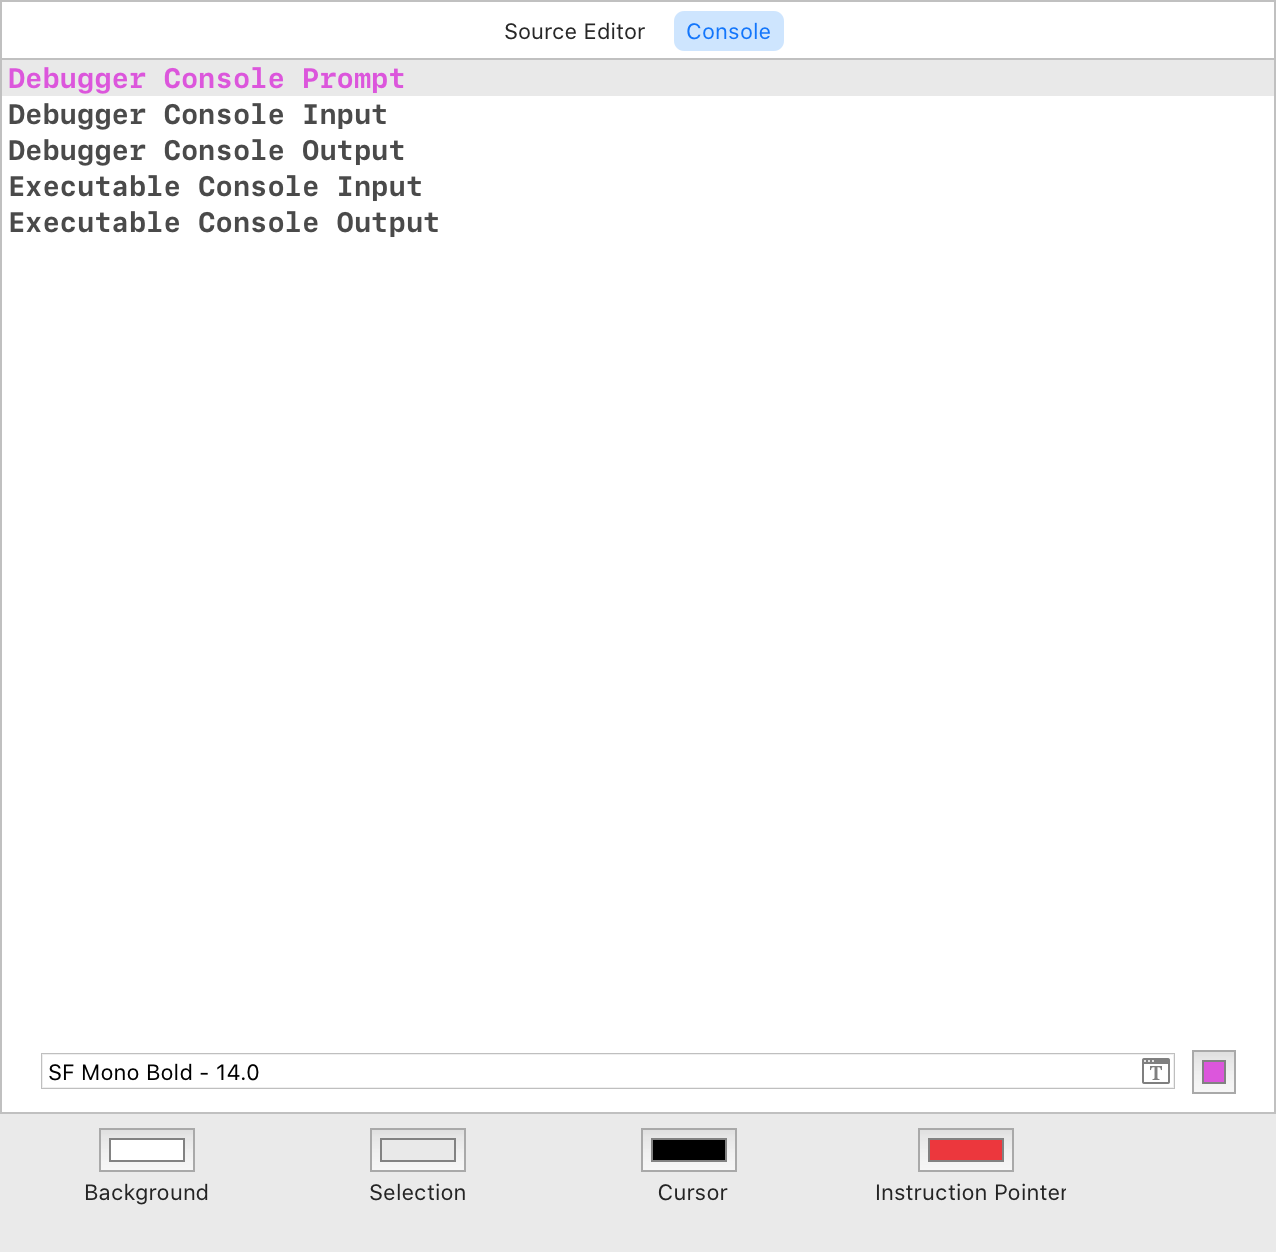 Source Editor Console
Debugger Console Prompt
Debugger Console Input
Debugger Console Output
Executable Console Input
Executable Console Output
SF Mono Bold - 14.0
T
Background Selection Cursor Instruction Pointer